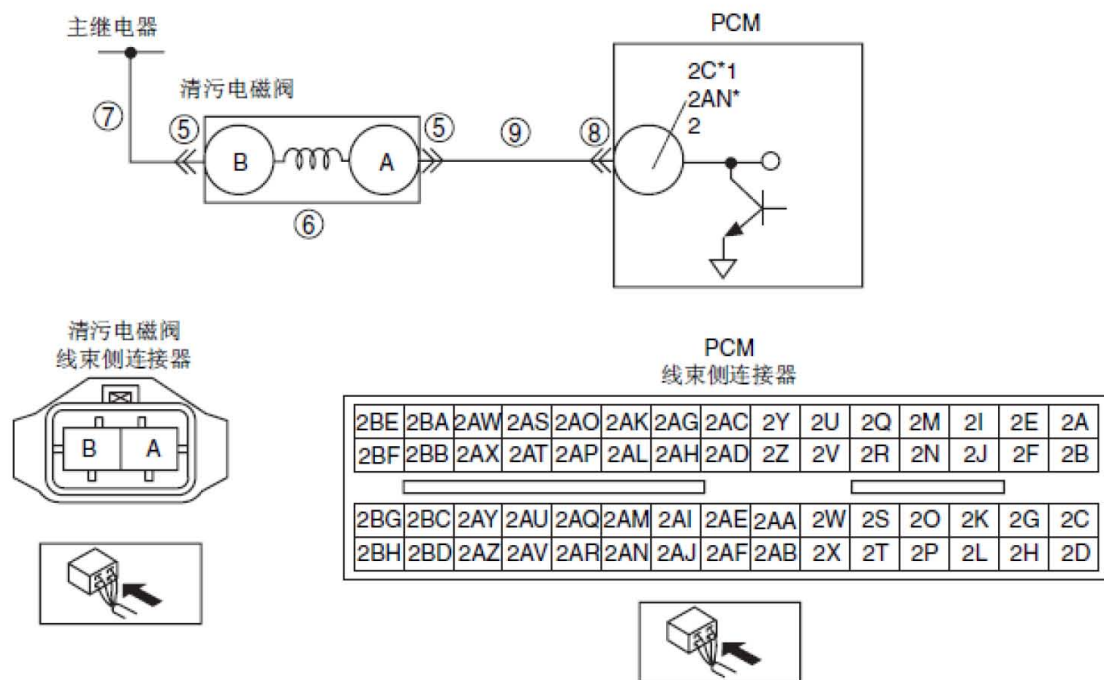 主继电器
PCM
清污电磁阀
2C*1
2AN*
2
⑦
⑤
⑤
⑨
⑧
B
A
⑥
清污电磁阀
线束侧连接器
B A
PCM
线束侧连接器
2BE 2BA 2AW 2AS 2AO 2AK 2AG 2AC 2Y 2U 2Q 2M 2I 2E 2A
2BF 2BB 2AX 2AT 2AP 2AL 2AH 2AD 2Z 2V 2R 2N 2J 2F 2B
2BG 2BC 2AY 2AU 2AQ 2AM 2AI 2AE 2AA 2W 2S 2O 2K 2G 2C
2BH 2BD 2AZ 2AV 2AR 2AN 2AJ 2AF 2AB 2X 2T 2P 2L 2H 2D